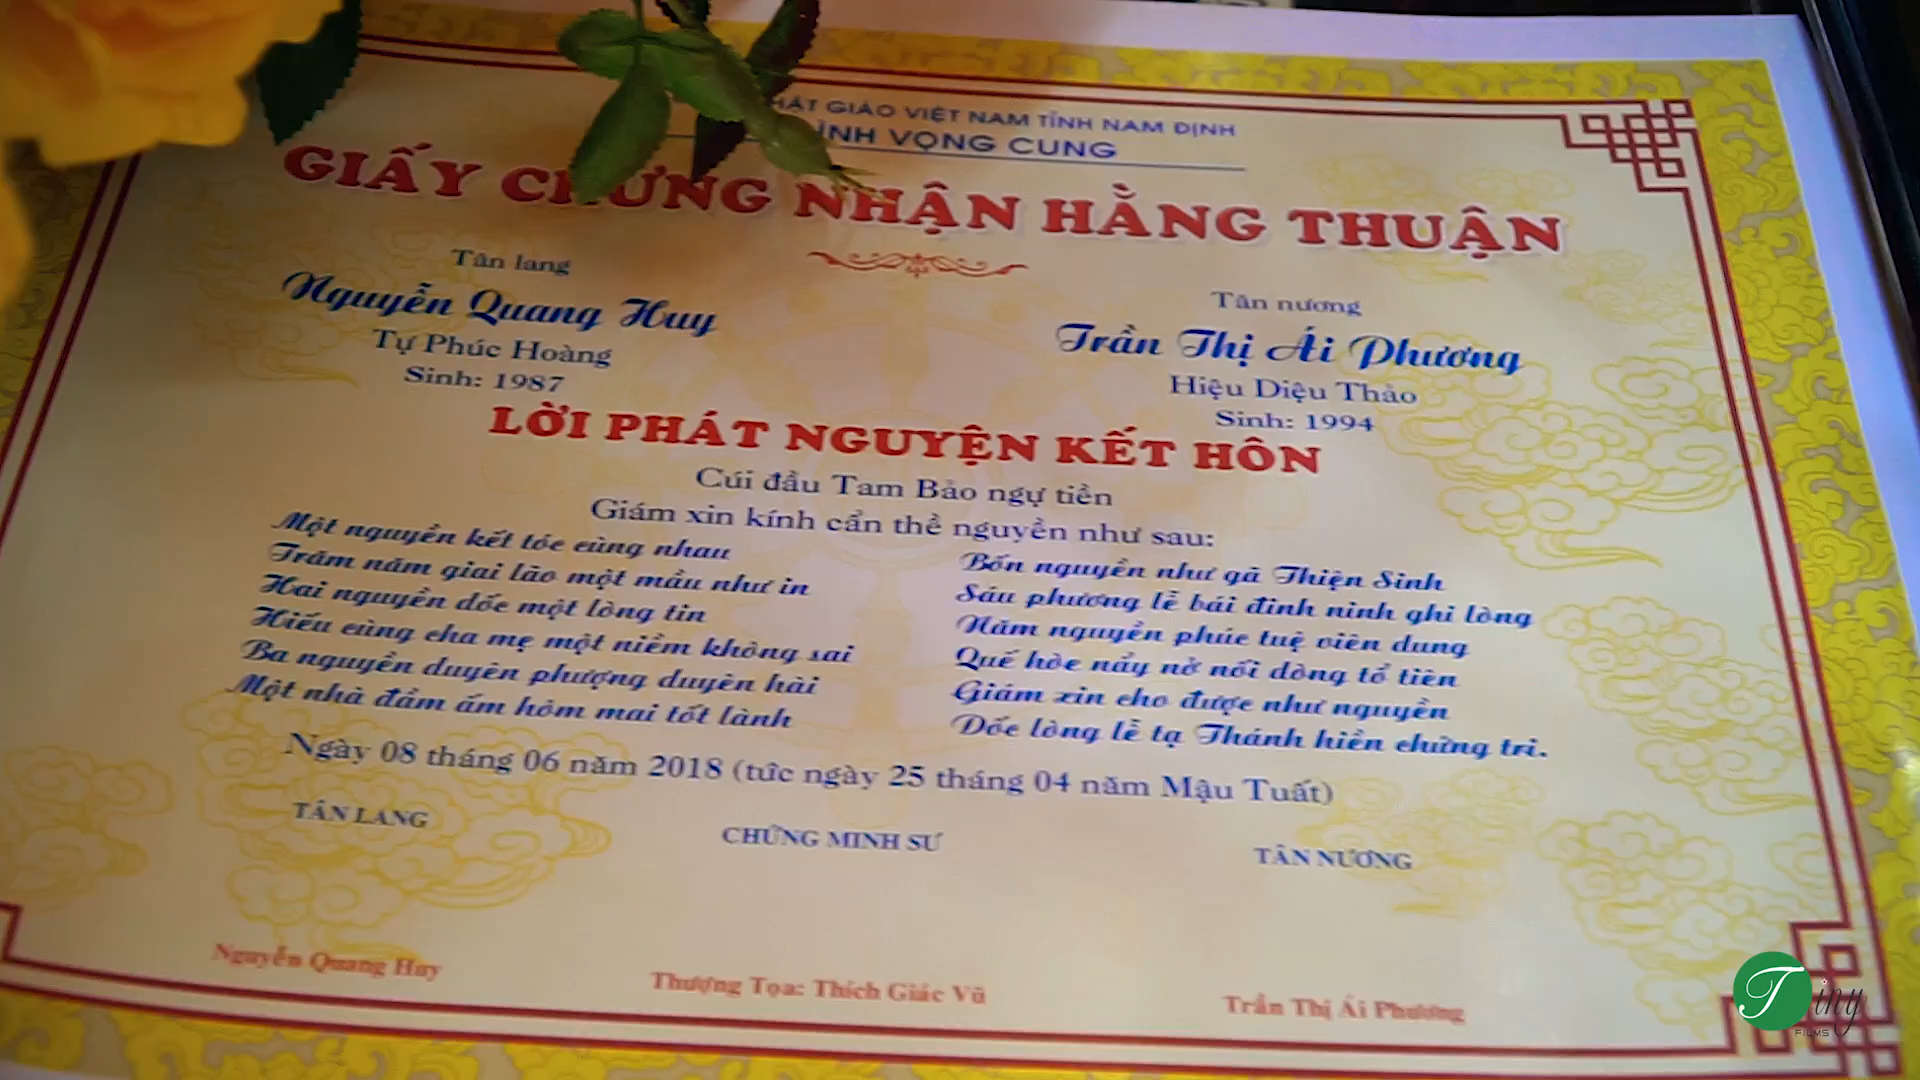 PHẬT GIÁO VIỆT NAM TỈNH NAM ĐỊNH
ĐÌNH VỌNG CUNG
GIẤY CHỨNG NHẬN HẰNG THUẬN
Tân lang
Nguyễn Quang Huy
Tự Phúc Hoàng
Sinh: 1987
Tân nương
Trần Thị Ái Phương
Hiệu Diệu Thảo
Sinh: 1994
LỜI PHÁT NGUYỆN KẾT HÔN
Cúi đầu Tam Bảo ngự tiền
Giám xin kính cẩn thề nguyền như sau:
Một nguyền kết tóc cùng nhau
Trăm năm giai lão một mầu như in
Hai nguyền dốc một lòng tin
Hiếu cùng cha mẹ một niềm không sai
Ba nguyền duyên phượng duyên hài
Một nhà đầm ấm hôm mai tốt lành
Bốn nguyền như gã Thiện Sinh
Sáu phương lễ bái đinh ninh ghi lòng
Năm nguyền phúc tuệ viên dung
Quế hòe nẩy nở nối dòng tổ tiên
Giám xin cho được như nguyền
Dốc lòng lễ tạ Thánh hiền chứng tri.
Ngày 08 tháng 06 năm 2018 (tức ngày 25 tháng 04 năm Mậu Tuất)
TÂN LANG
CHỨNG MINH SƯ
TÂN NƯƠNG
Nguyễn Quang Huy
Thượng Tọa: Thích Giác Vũ
Trần Thị Ái Phương
Tiny
FILMS